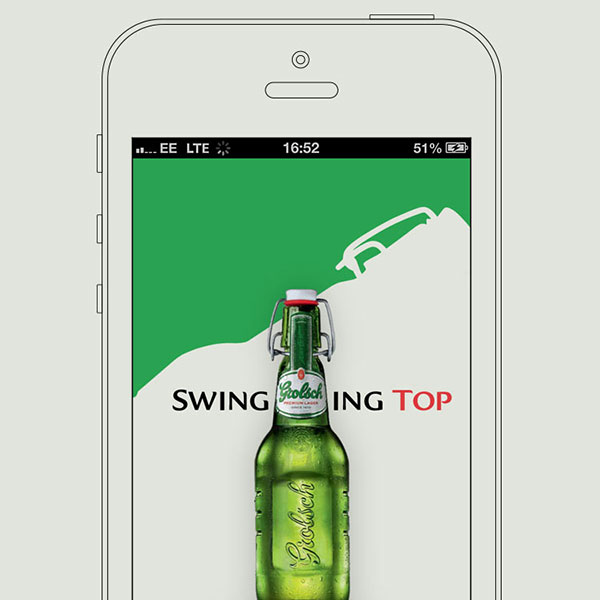 EE LTE 16:52 51%
Grolsch
PREMIUM LAGER
SWING ING TOP
Grolsch